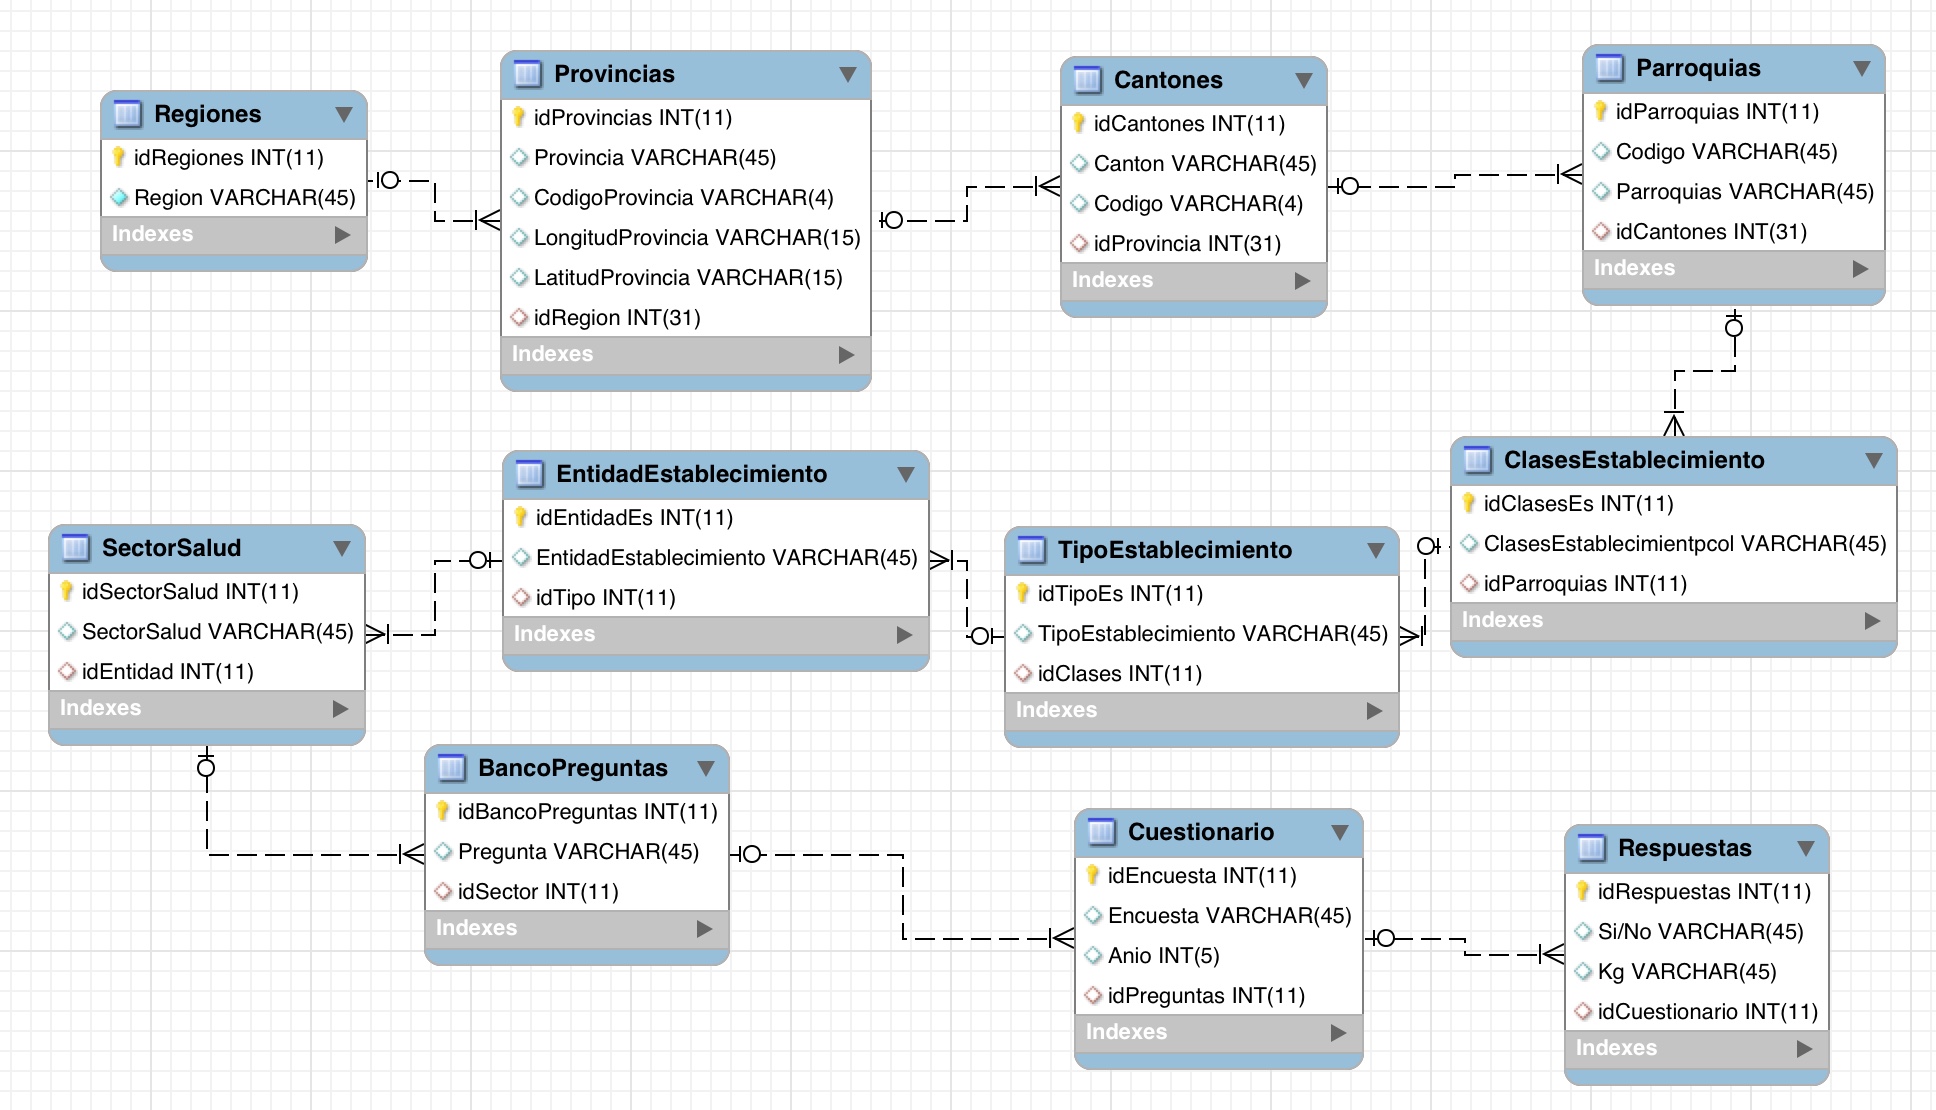 Regiones
idRegiones INT(11)
Region VARCHAR(45)
Indexes
Provincias
idProvincias INT(11)
Provincia VARCHAR(45)
CodigoProvincia VARCHAR(4)
LongitudProvincia VARCHAR(15)
LatitudProvincia VARCHAR(15)
idRegion INT(31)
Indexes
Cantones
idCantones INT(11)
Canton VARCHAR(45)
Codigo VARCHAR(4)
idProvincia INT(31)
Indexes
Parroquias
idParroquias INT(11)
Codigo VARCHAR(45)
Parroquias VARCHAR(45)
idCantones INT(31)
Indexes
SectorSalud
idSectorSalud INT(11)
SectorSalud VARCHAR(45)
idEntidad INT(11)
Indexes
EntidadEstablecimiento
idEntidadEs INT(11)
EntidadEstablecimiento VARCHAR(45)
idTipo INT(11)
Indexes
TipoEstablecimiento
idTipoEs INT(11)
TipoEstablecimiento VARCHAR(45)
idClases INT(11)
Indexes
ClasesEstablecimiento
idClasesEs INT(11)
ClasesEstablecimientpcol VARCHAR(45)
idParroquias INT(11)
Indexes
BancoPreguntas
idBancoPreguntas INT(11)
Pregunta VARCHAR(45)
idSector INT(11)
Indexes
Cuestionario
idEncuesta INT(11)
Encuesta VARCHAR(45)
Anio INT(5)
idPreguntas INT(11)
Indexes
Respuestas
idRespuestas INT(11)
Si/No VARCHAR(45)
Kg VARCHAR(45)
idCuestionario INT(11)
Indexes